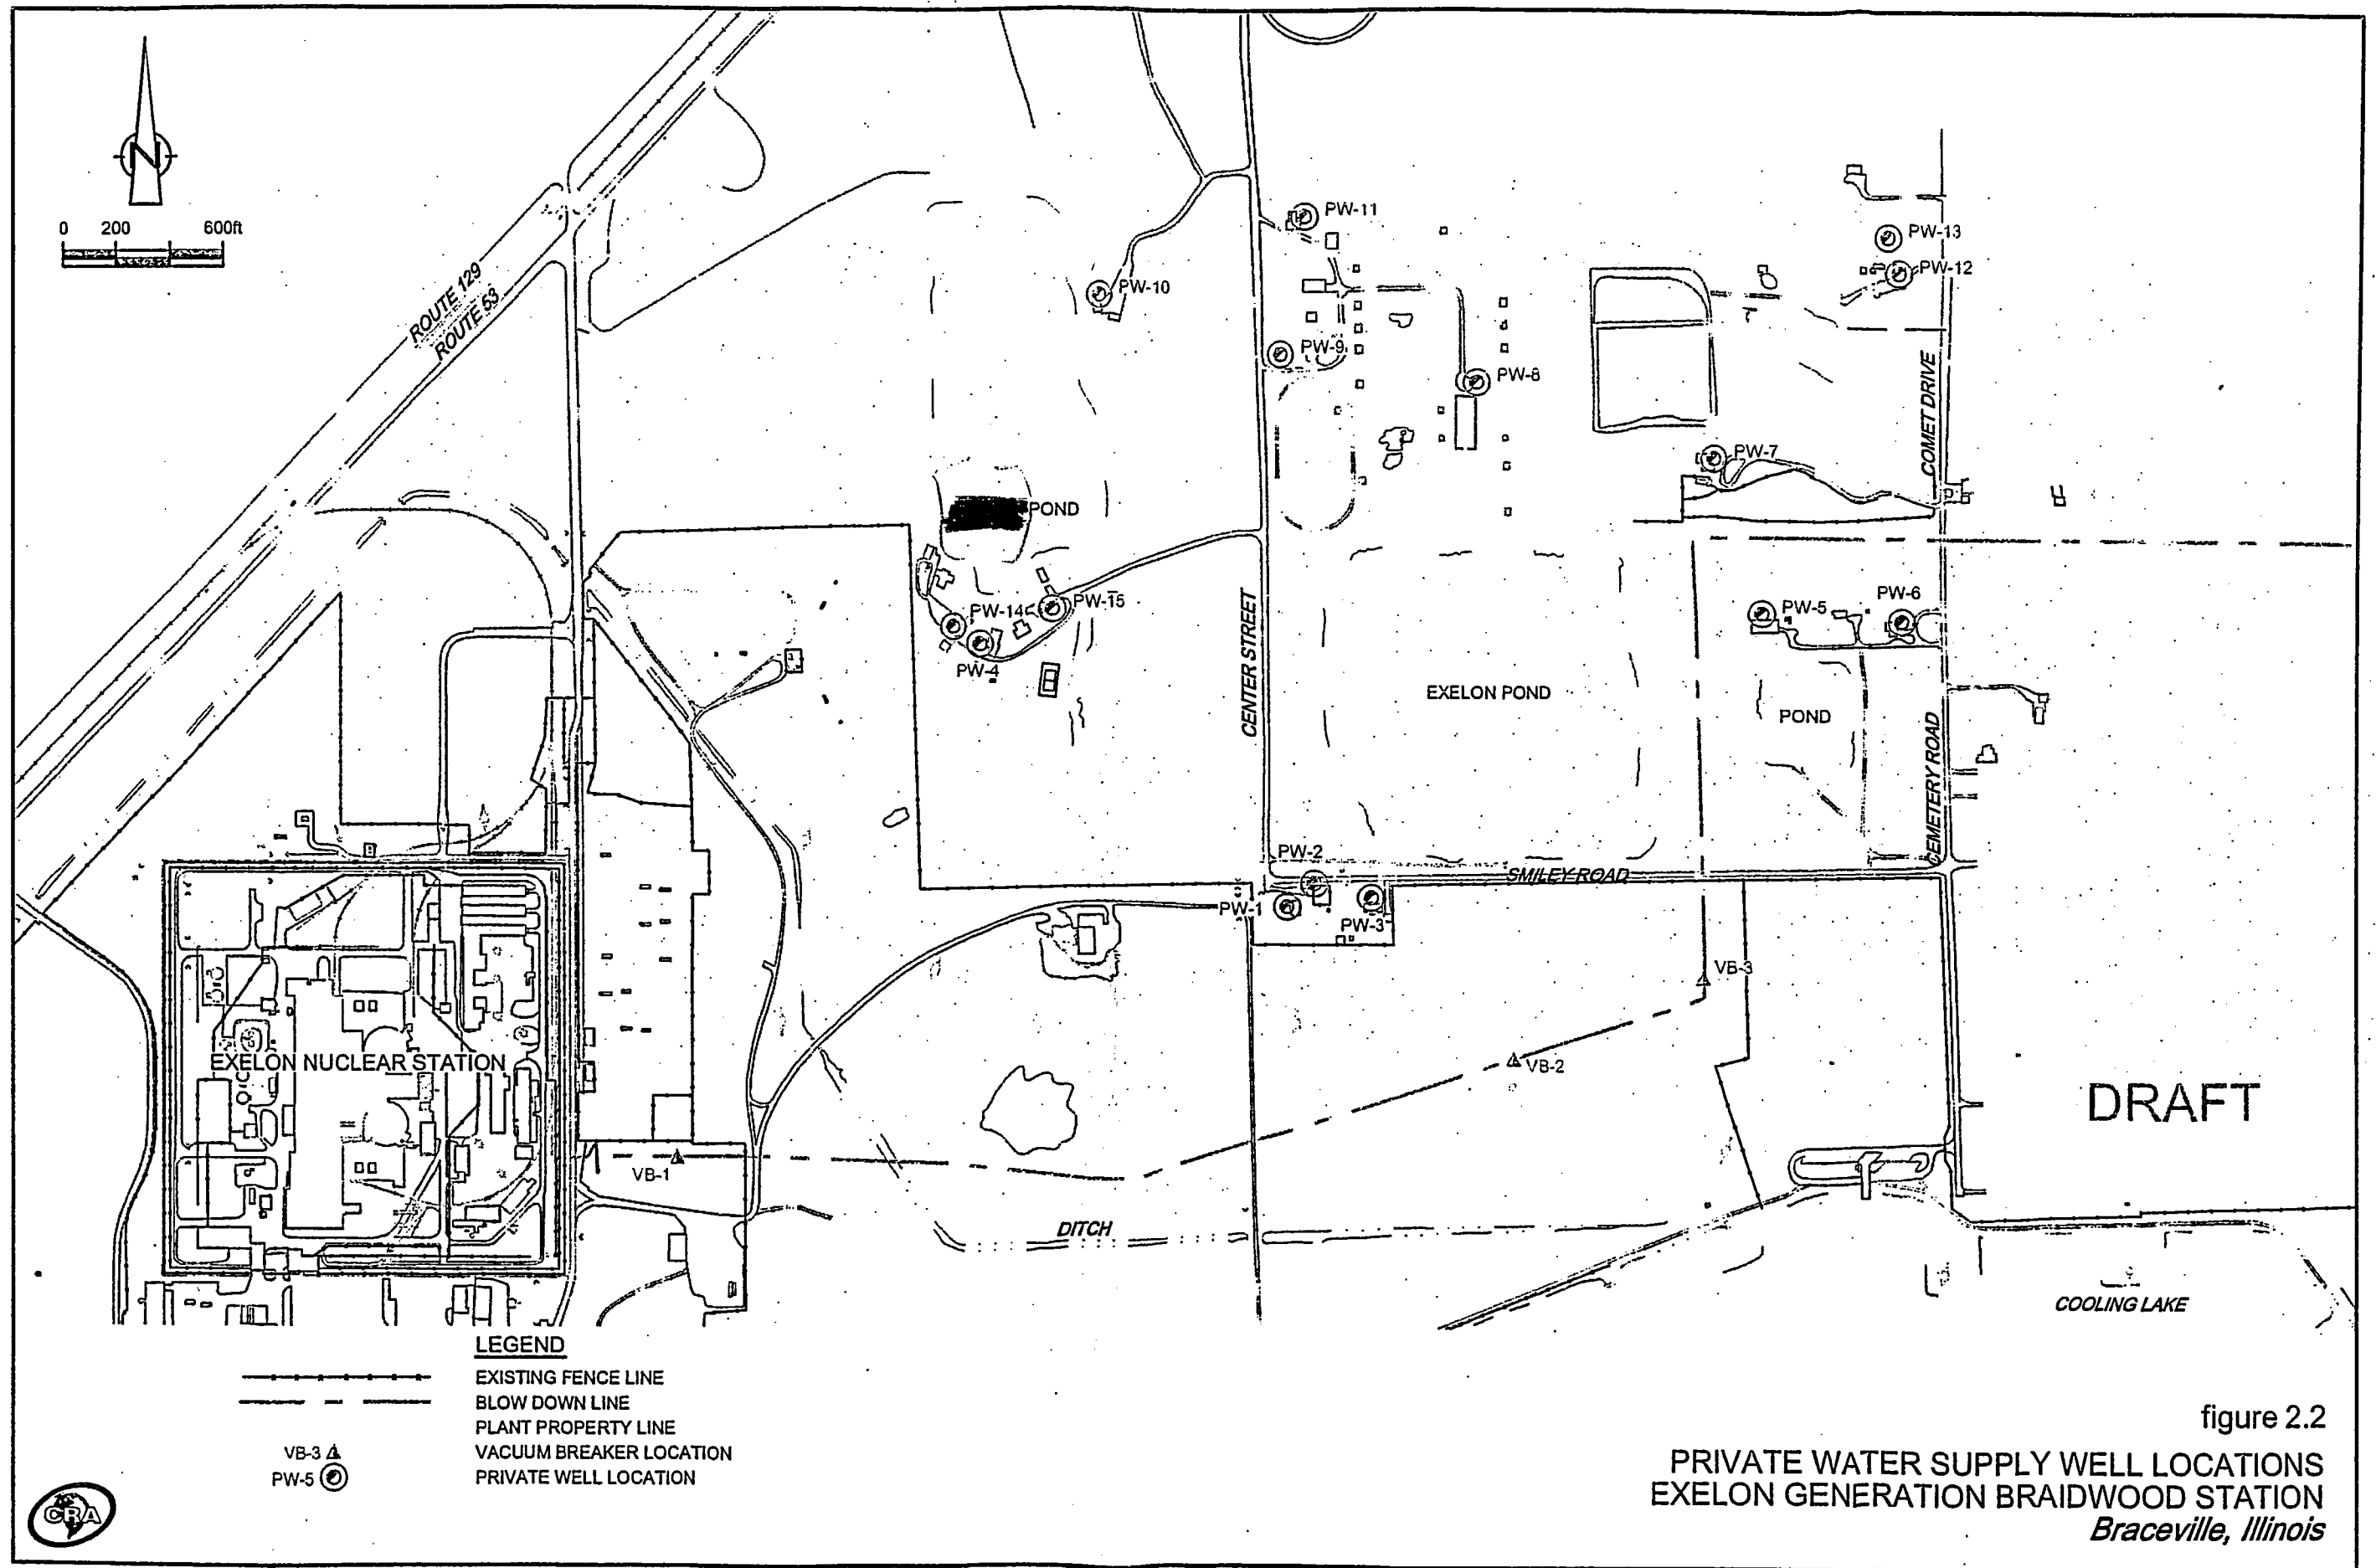 N
0 200 600ft
ROUTE 129
ROUTE 53
PW-11
PW-13
PW-12
PW-10
PW-9
PW-8
COMET DRIVE
PW-7
POND
PW-14
PW-15
PW-4
CENTER STREET
PW-5
PW-6
EXELON POND
POND
CEMETERY ROAD
PW-2
SMILEY ROAD
PW-1
PW-3
VB-3
EXELON NUCLEAR STATION
VB-2
DRAFT
VB-1
DITCH
COOLING LAKE
LEGEND
EXISTING FENCE LINE
BLOW DOWN LINE
PLANT PROPERTY LINE
VB-3 VACUUM BREAKER LOCATION
PW-5 PRIVATE WELL LOCATION
CRA
figure 2.2
PRIVATE WATER SUPPLY WELL LOCATIONS
EXELON GENERATION BRAIDWOOD STATION
Braceville, Illinois